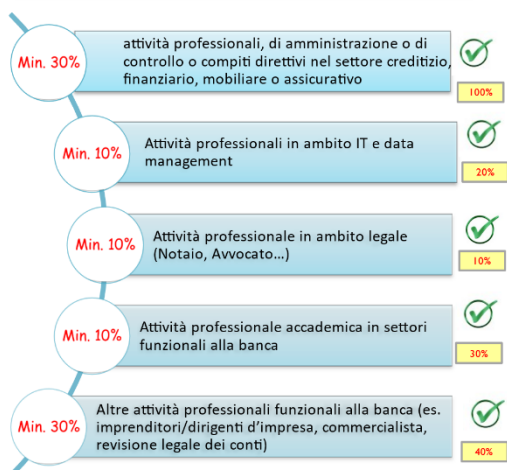 Min. 30%
attività professionali, di amministrazione o di
controllo o compiti direttivi nel settore creditizio,
finanziario, mobiliare o assicurativo
100%
Min. 10%
Attività professionali in ambito IT e data
management
20%
Min. 10%
Attività professionale in ambito legale
(Notaio, Avvocato...)
10%
Min. 10%
Attività professionale accademica in settori
funzionali alla banca
30%
Min. 30%
Altre attività professionali funzionali alla banca (es.
imprenditori/dirigenti d'impresa, commercialista,
revisione legale dei conti)
40%